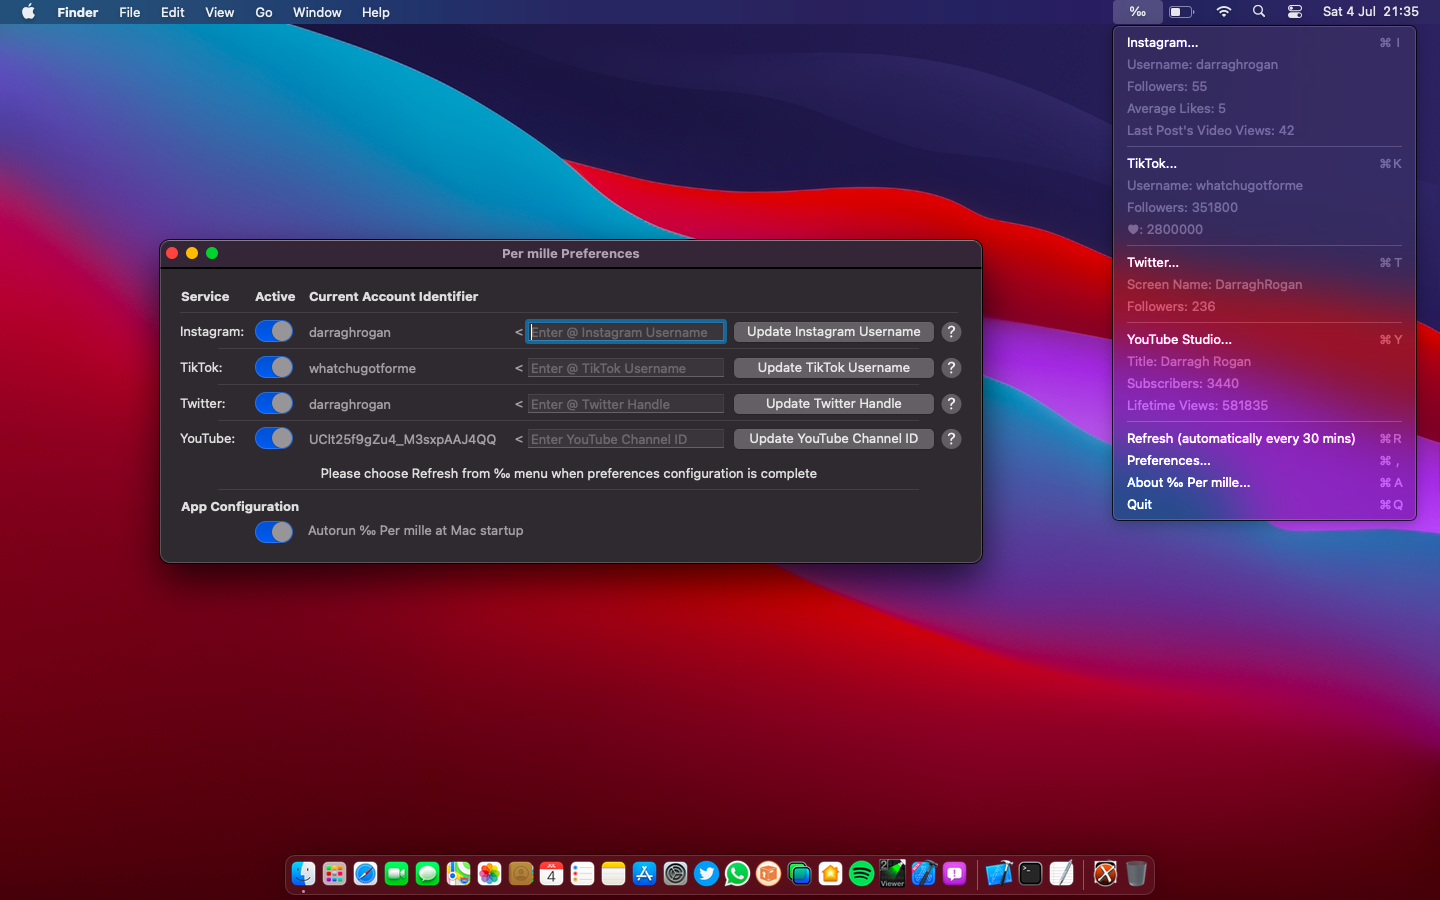 Finder File Edit View Go Window Help ‰ Sat 4 Jul 21:35
Instagram... ⌘ I
Username: darraghrogan
Followers: 55
Average Likes: 5
Last Post's Video Views: 42
TikTok... ⌘ K
Username: whatchugotforme
Followers: 351800
♥: 2800000
Twitter... ⌘ T
Screen Name: DarraghRogan
Followers: 236
YouTube Studio... ⌘ Y
Title: Darragh Rogan
Subscribers: 3440
Lifetime Views: 581835
Refresh (automatically every 30 mins) ⌘ R
Preferences... ⌘ ,
About ‰ Per mille... ⌘ A
Quit ⌘ Q
Per mille Preferences
Service Active Current Account Identifier
Instagram: darraghrogan < Enter @ Instagram Username Update Instagram Username ?
TikTok: whatchugotforme < Enter @ TikTok Username Update TikTok Username ?
Twitter: darraghrogan < Enter @ Twitter Handle Update Twitter Handle ?
YouTube: UClt25f9gZu4_M3sxpAAJ4QQ < Enter YouTube Channel ID Update YouTube Channel ID ?
Please choose Refresh from ‰ menu when preferences configuration is complete
App Configuration
Autorun ‰ Per mille at Mac startup
JUL
4
2
Viewer